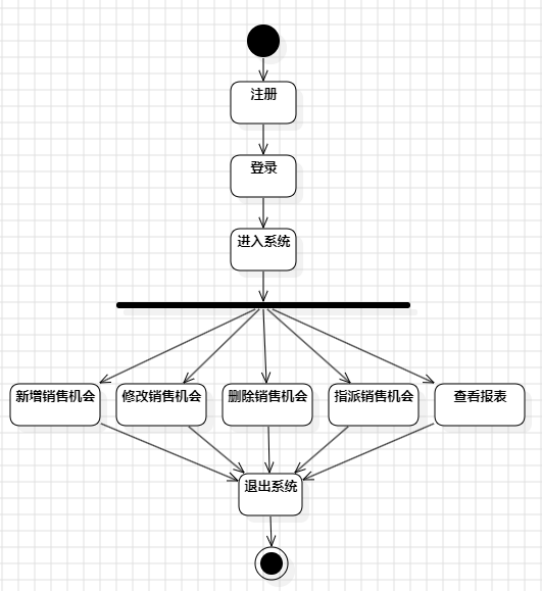 注册
登录
进入系统
新增销售机会
修改销售机会
删除销售机会
指派销售机会
查看报表
退出系统